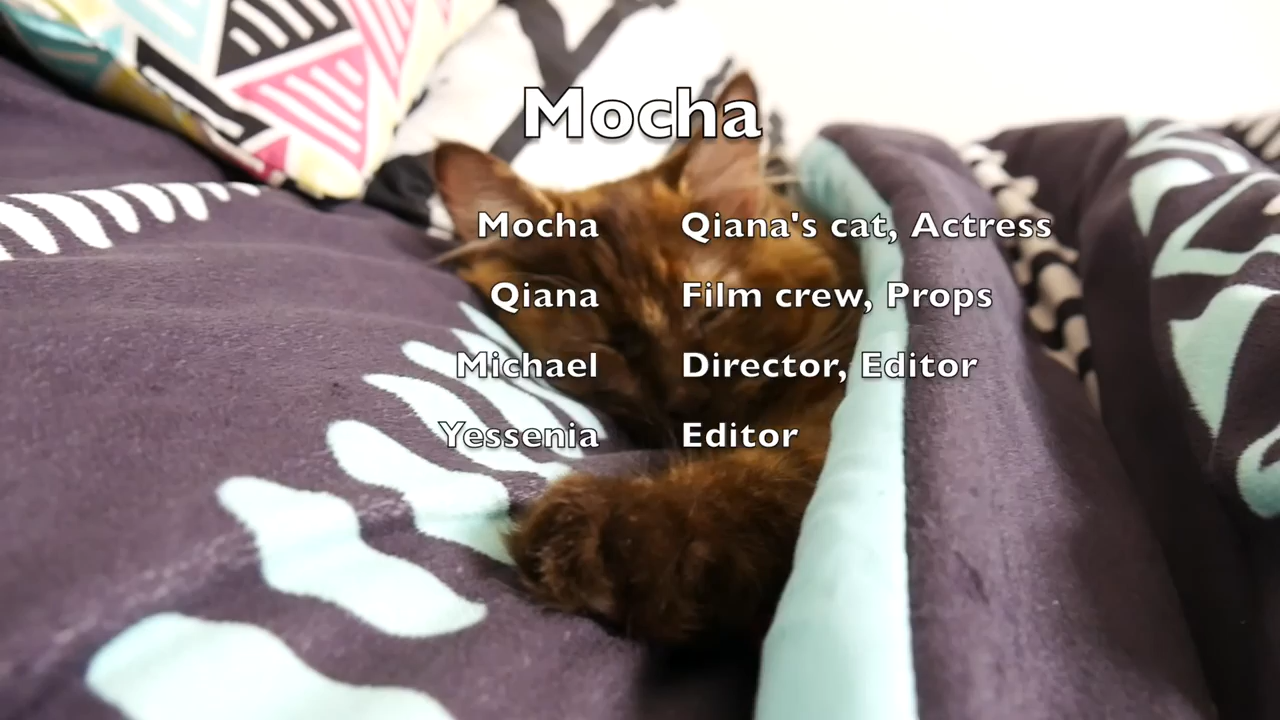 Mocha
Mocha Qiana's cat, Actress
Qiana Film crew, Props
Michael Director, Editor
Yessenia Editor